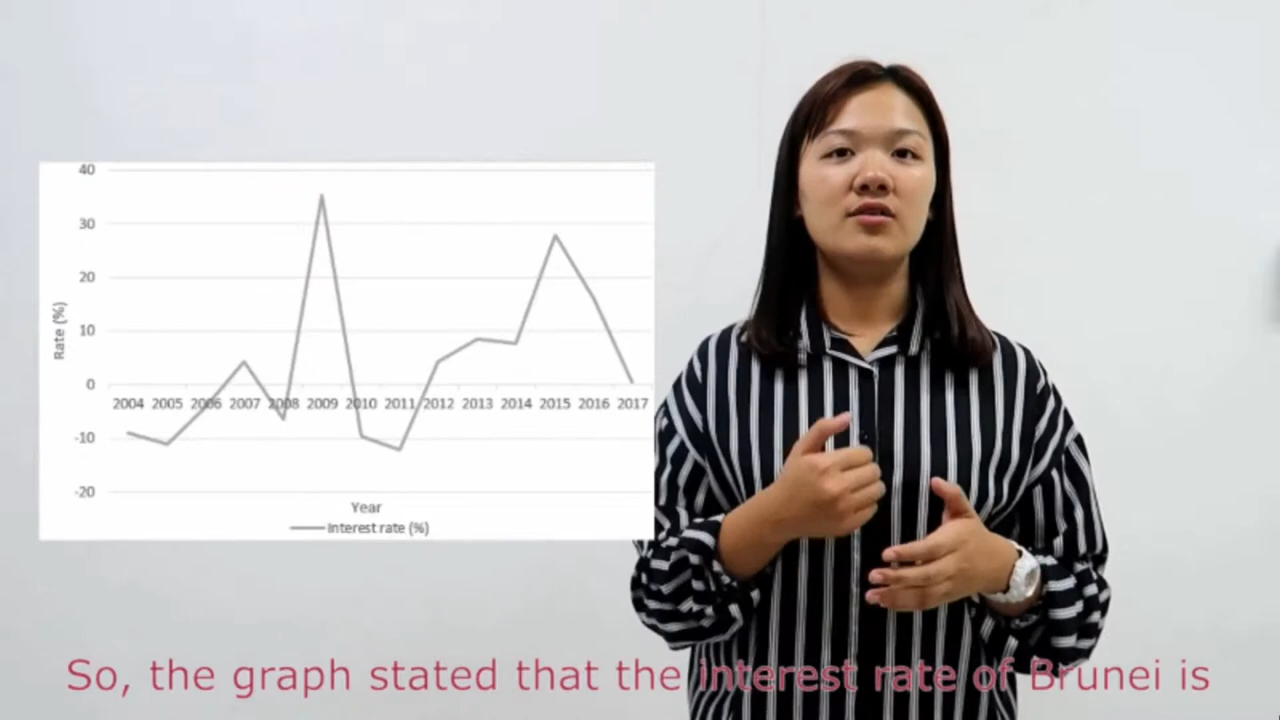 40
30
20
10
0
-10
-20
Rate (%)
2004 2005 2006 2007 2008 2009 2010 2011 2012 2013 2014 2015 2016 2017
Year
Interest rate (%)
So, the graph stated that the interest rate of Brunei is